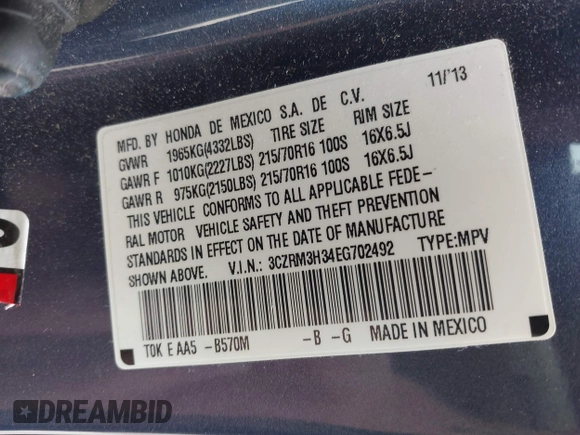 11/'13
MFD. BY HONDA DE MEXICO S.A. DE C.V.
GVWR 1965KG(4332LBS) TIRE SIZE RIM SIZE
GAWR F 1010KG(2227LBS) 215/70R16 100S 16X6.5J
GAWR R 975KG(2150LBS) 215/70R16 100S 16X6.5J
THIS VEHICLE CONFORMS TO ALL APPLICABLE FEDE-
RAL MOTOR VEHICLE SAFETY AND THEFT PREVENTION
STANDARDS IN EFFECT ON THE DATE OF MANUFACTURE
SHOWN ABOVE. V.I.N.: 3CZRM3H34EG702492 TYPE:MPV
TOK E AA5 -B570M -B -G MADE IN MEXICO
DREAMBID